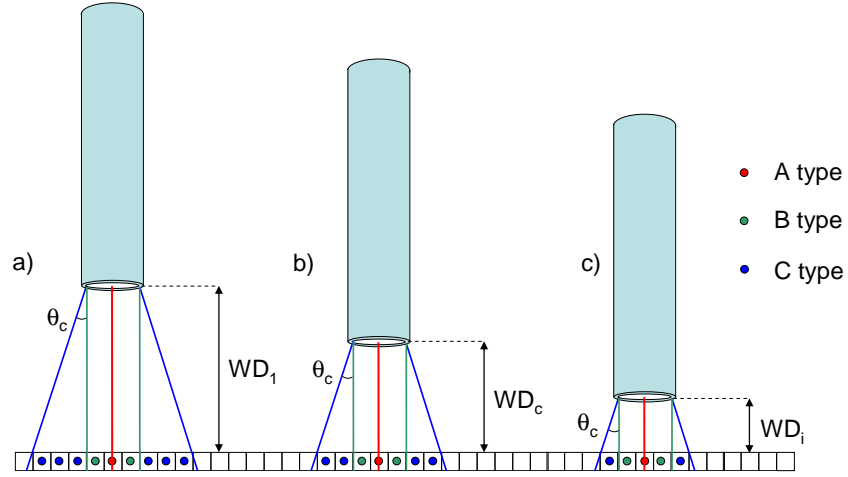 a)
θc
WD1
b)
θc
WDc
c)
θc
WDi
A type
B type
C type